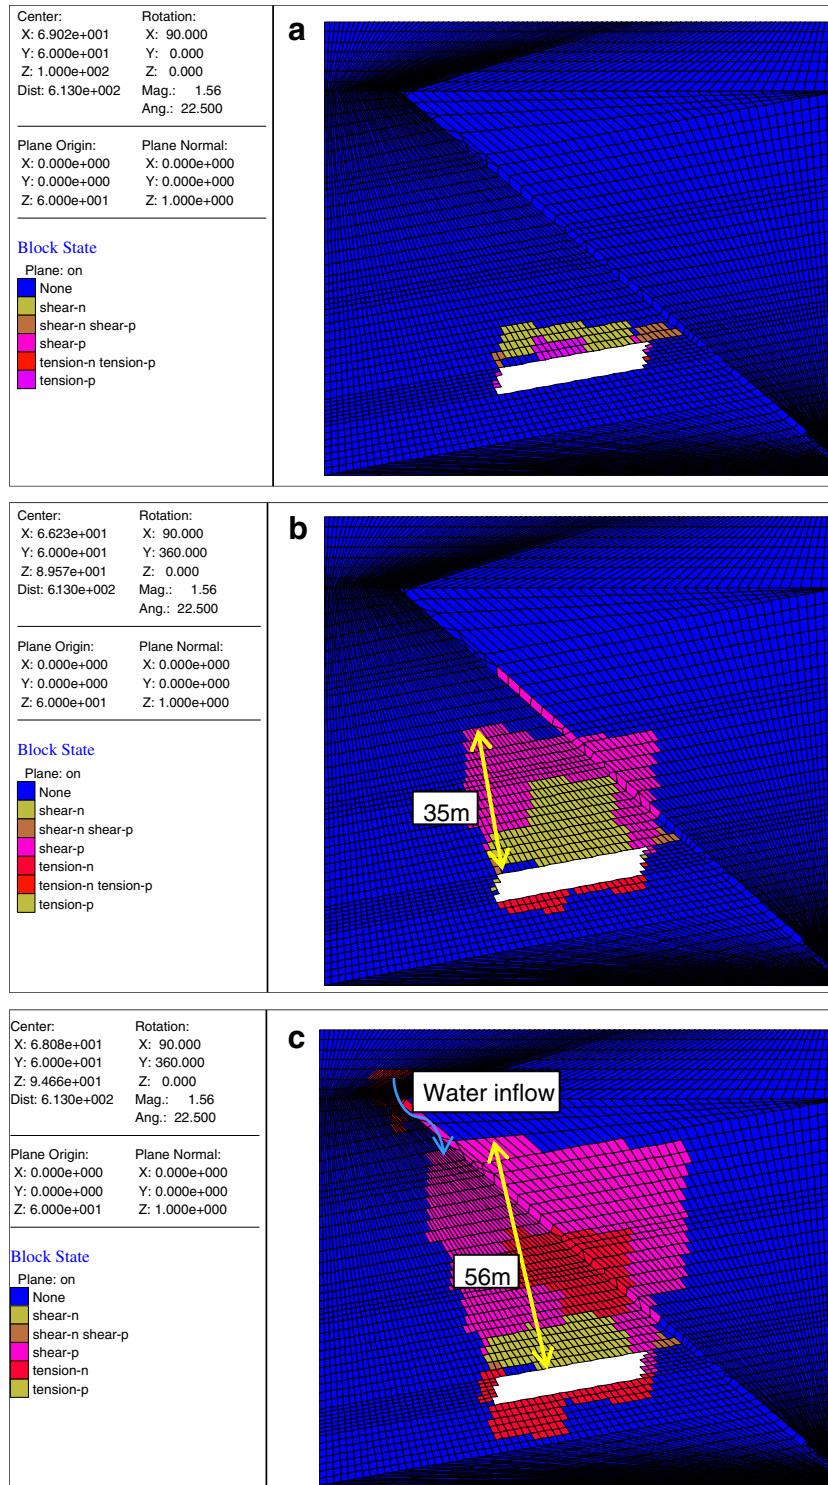 a
Center: Rotation:
X: 6.902e+001 X: 90.000
Y: 6.000e+001 Y: 0.000
Z: 1.000e+002 Z: 0.000
Dist: 6.130e+002 Mag.: 1.56
Ang.: 22.500
Plane Origin: Plane Normal:
X: 0.000e+000 X: 0.000e+000
Y: 0.000e+000 Y: 0.000e+000
Z: 6.000e+001 Z: 1.000e+000
Block State
Plane: on
None
shear-n
shear-n shear-p
shear-p
tension-n tension-p
tension-p
b
Center: Rotation:
X: 6.623e+001 X: 90.000
Y: 6.000e+001 Y: 360.000
Z: 8.957e+001 Z: 0.000
Dist: 6.130e+002 Mag.: 1.56
Ang.: 22.500
Plane Origin: Plane Normal:
X: 0.000e+000 X: 0.000e+000
Y: 0.000e+000 Y: 0.000e+000
Z: 6.000e+001 Z: 1.000e+000
Block State
Plane: on
None
shear-n
shear-n shear-p
shear-p
tension-n
tension-n tension-p
tension-p
35m
c
Center: Rotation:
X: 6.808e+001 X: 90.000
Y: 6.000e+001 Y: 360.000
Z: 9.466e+001 Z: 0.000
Dist: 6.130e+002 Mag.: 1.56
Ang.: 22.500
Plane Origin: Plane Normal:
X: 0.000e+000 X: 0.000e+000
Y: 0.000e+000 Y: 0.000e+000
Z: 6.000e+001 Z: 1.000e+000
Block State
Plane: on
None
shear-n
shear-n shear-p
shear-p
tension-n
tension-p
Water inflow
56m